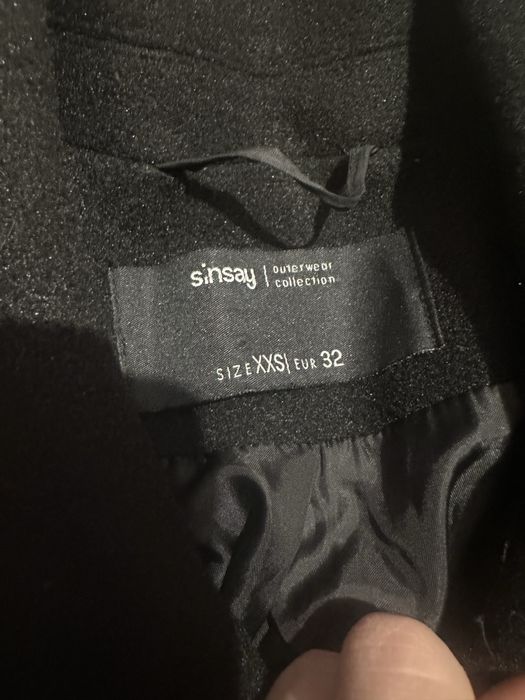 sinsay | outerwear
collection
SIZE XXS| EUR 32